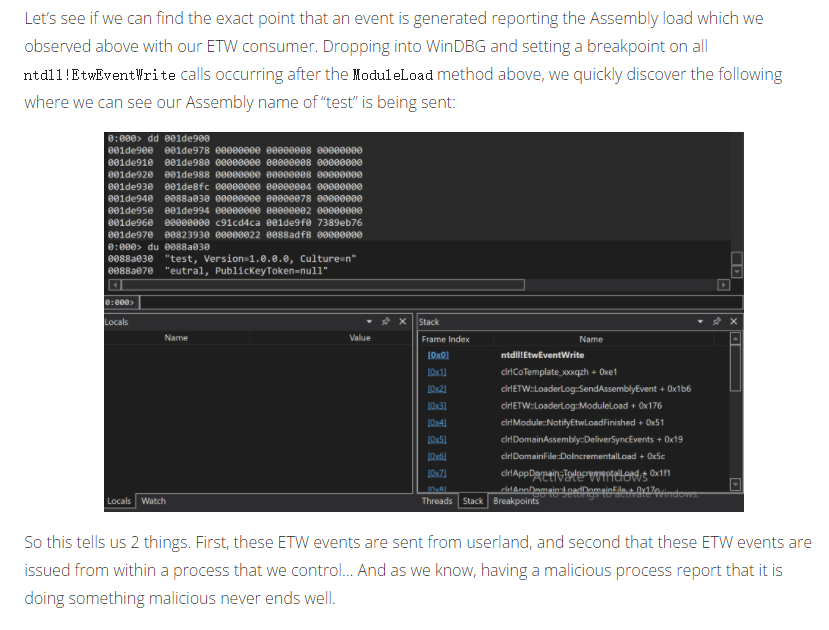 Let's see if we can find the exact point that an event is generated reporting the Assembly load which we
observed above with our ETW consumer. Dropping into WinDBG and setting a breakpoint on all
ntdll!EtwEventWrite calls occurring after the ModuleLoad method above, we quickly discover the following
where we can see our Assembly name of "test" is being sent:
0:000> dd 001de900
001de900 001de978 00000000 00000008 00000000
001de910 001de980 00000000 00000008 00000000
001de920 001de988 00000000 00000008 00000000
001de930 001de8fc 00000000 00000004 00000000
001de940 0088a030 00000000 00000078 00000000
001de950 001de994 00000000 00000002 00000000
001de960 00000000 c91cd4ca 001de9f0 7389eb76
001de970 00823930 00000022 0088adf8 00000000
0:000> du 0088a030
0088a030 "test, Version=1.0.0.0, Culture=n"
0088a070 "eutral, PublicKeyToken=null"
0:000>
Locals
Name Value
Locals Watch
Stack
Frame Index Name
[0x0] ntdll!EtwEventWrite
[0x1] clr!CoTemplate_xxxqzh + 0xe1
[0x2] clr!ETW::LoaderLog::SendAssemblyEvent + 0x1b6
[0x3] clr!ETW::LoaderLog::ModuleLoad + 0x176
[0x4] clr!Module::NotifyEtwLoadFinished + 0x51
[0x5] clr!DomainAssembly::DeliverSyncEvents + 0x19
[0x6] clr!DomainFile::DoIncrementalLoad + 0x5c
[0x7] clr!AppDomain::TryIncrementalLoad + 0x1f1
[0x8] clr!AppDomain::LoadDomainFile + 0x17
Activate Windows
Go to Settings to activate Windows.
Threads Stack Breakpoints
So this tells us 2 things. First, these ETW events are sent from userland, and second that these ETW events are
issued from within a process that we control... And as we know, having a malicious process report that it is
doing something malicious never ends well.